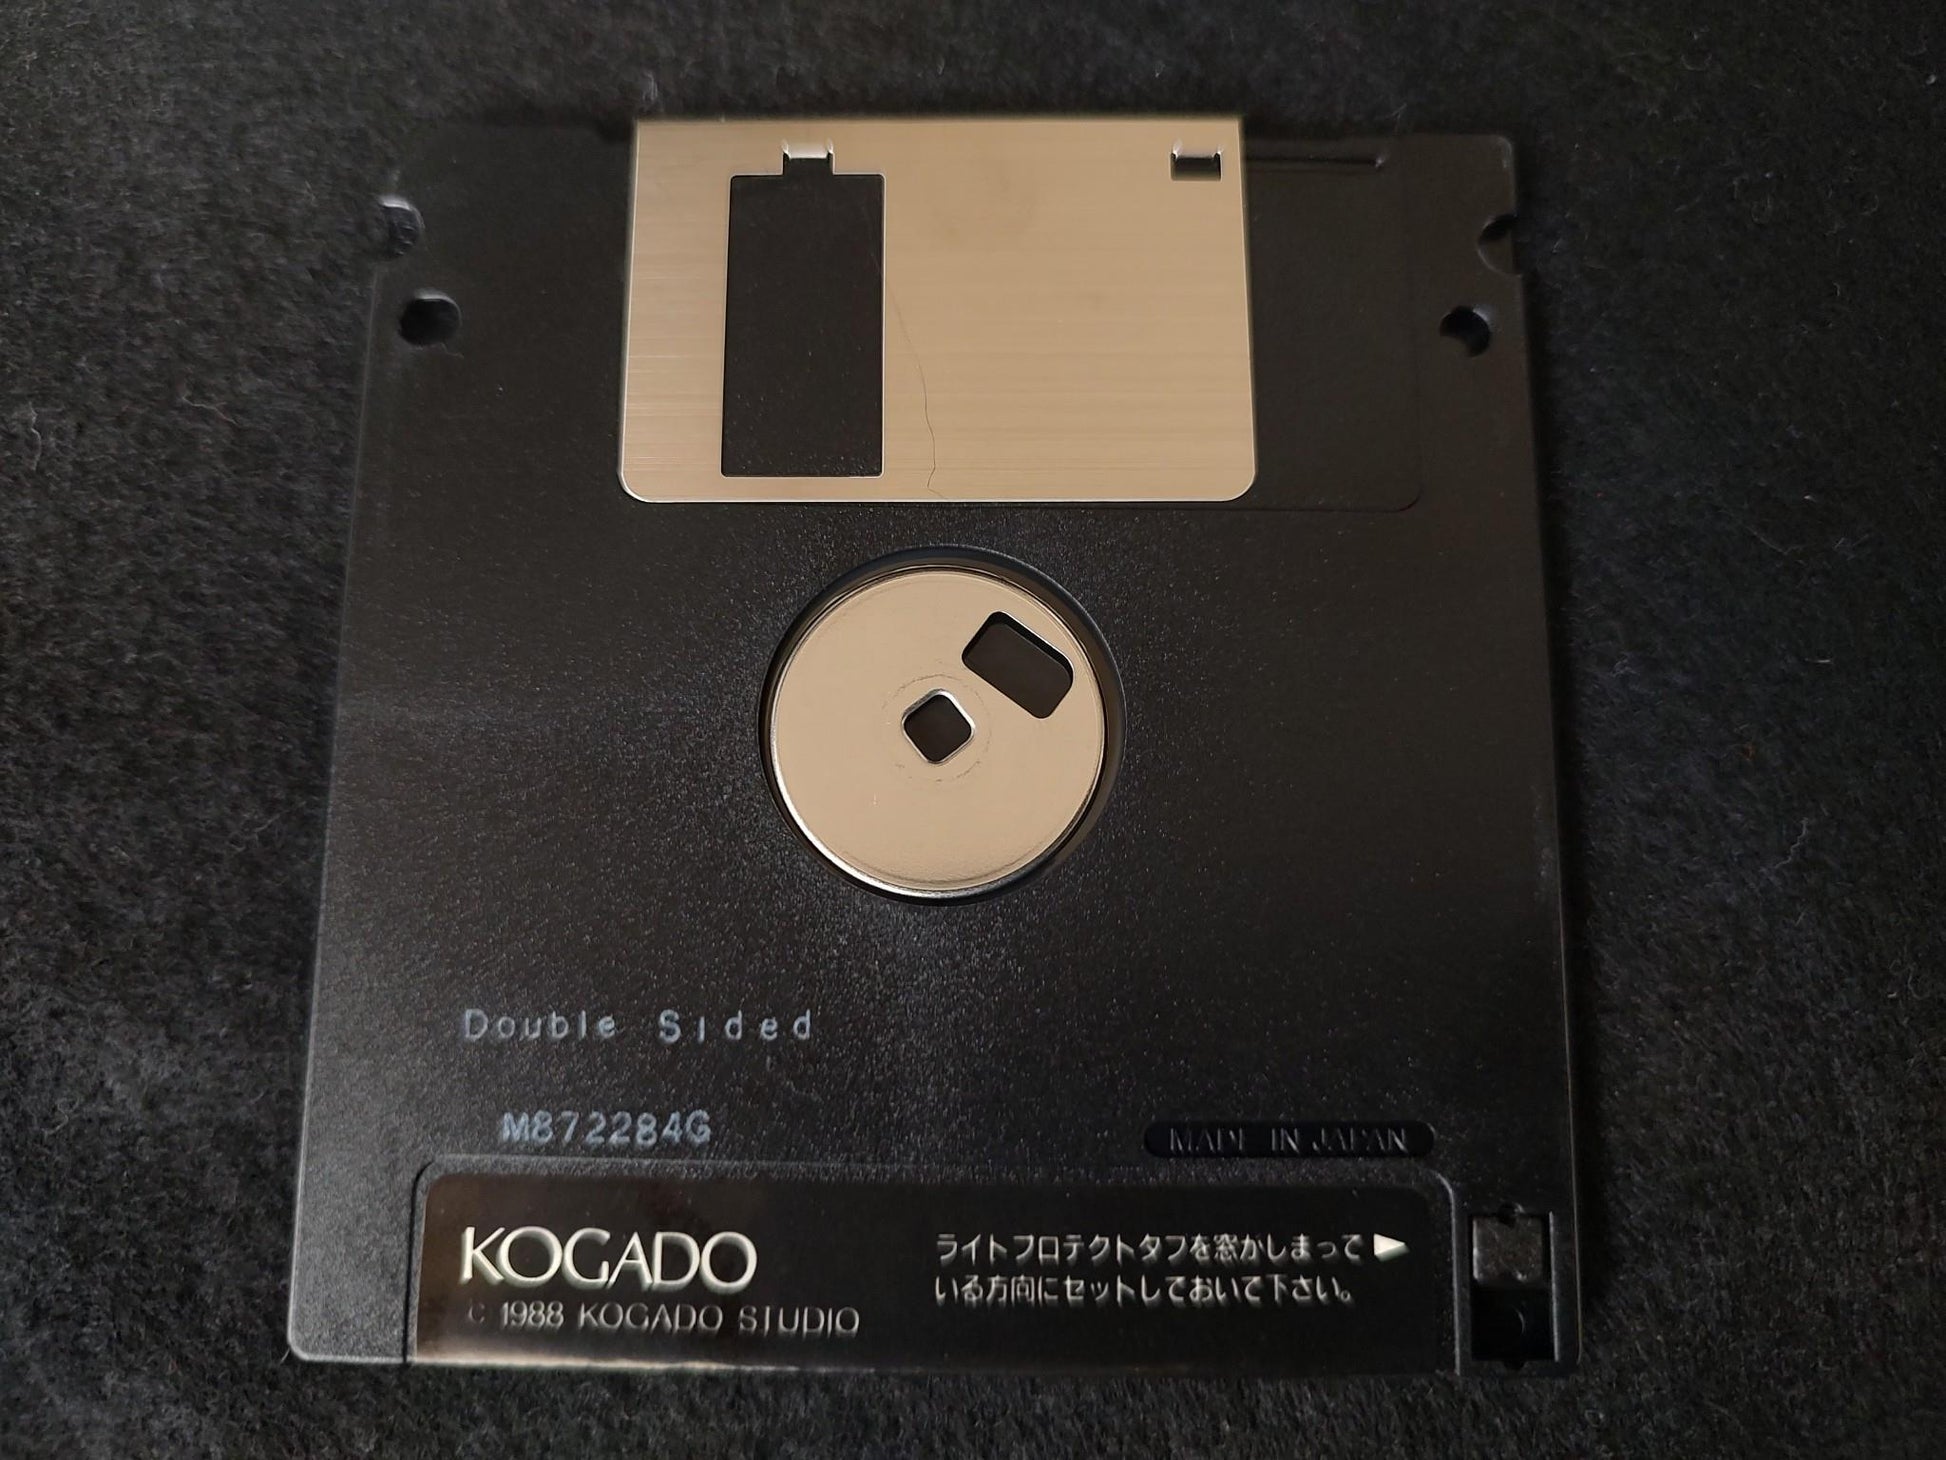 Double Sided
M872284G
MADE IN JAPAN
KOGADO
© 1988 KOGADO STUDIO
ライトプロテクトタブを窓がしまって▶
いる方向にセットしておいて下さい。